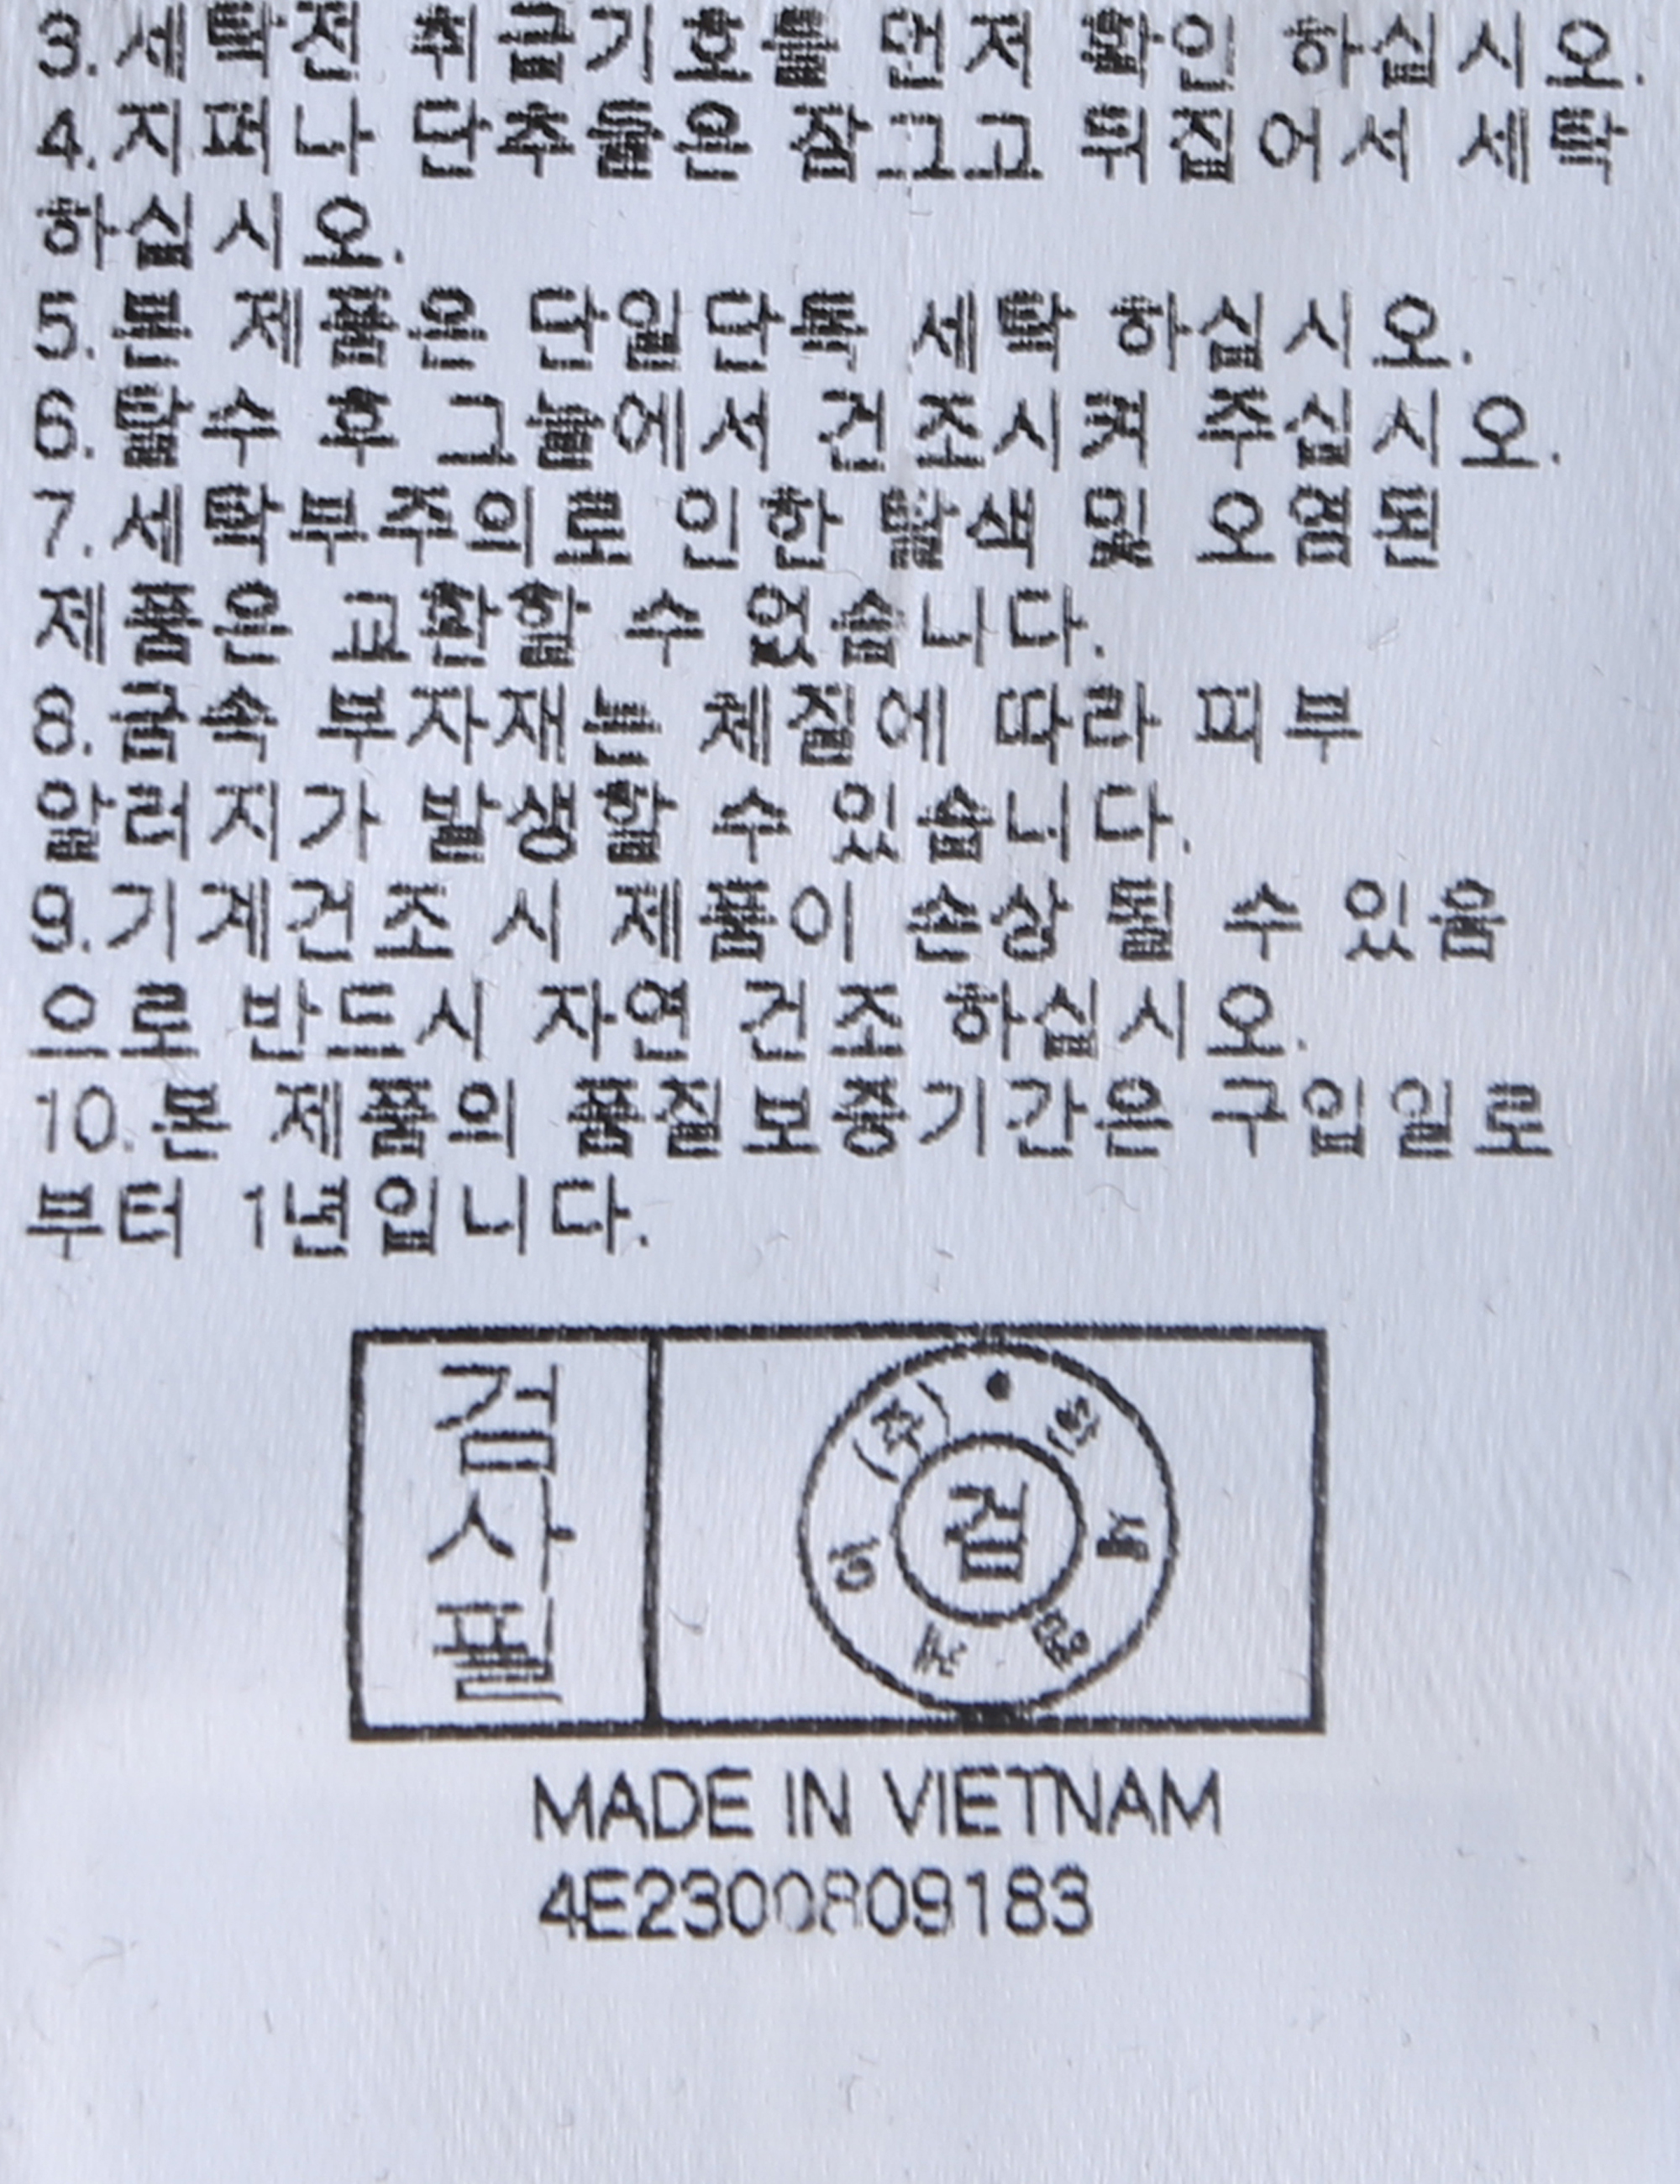 3.세탁전 취급기호를 먼저 확인 하십시오.
4.지퍼나 단추들은 잠그고 뒤집어서 세탁
하십시오.
5.본 제품은 단일단독 세탁 하십시오.
6.탈수 후 그늘에서 건조시켜 주십시오.
7.세탁부주의로 인한 탈색 및 오염된
제품은 교환할 수 없습니다.
8.금속 부자재는 체질에 따라 피부
알러지가 발생할 수 있습니다.
9.기계건조 시 제품이 손상 될 수 있음
으로 반드시 자연 건조 하십시오.
10.본 제품의 품질보증기간은 구입일로
부터 1년입니다.
검사필
(주)
검
MADE IN VIETNAM
4E2300809183